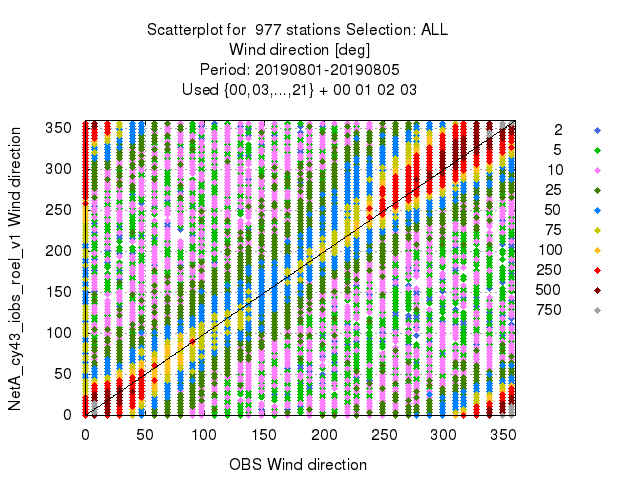 Scatterplot for 977 stations Selection: ALL
Wind direction [deg]
Period: 20190801-20190805
Used {00,03,...,21} + 00 01 02 03
NetA_cy43_iobs_roel_v1 Wind direction
350
300
250
200
150
100
50
0
0 50 100 150 200 250 300 350
OBS Wind direction
2
5
10
25
50
75
100
250
500
750